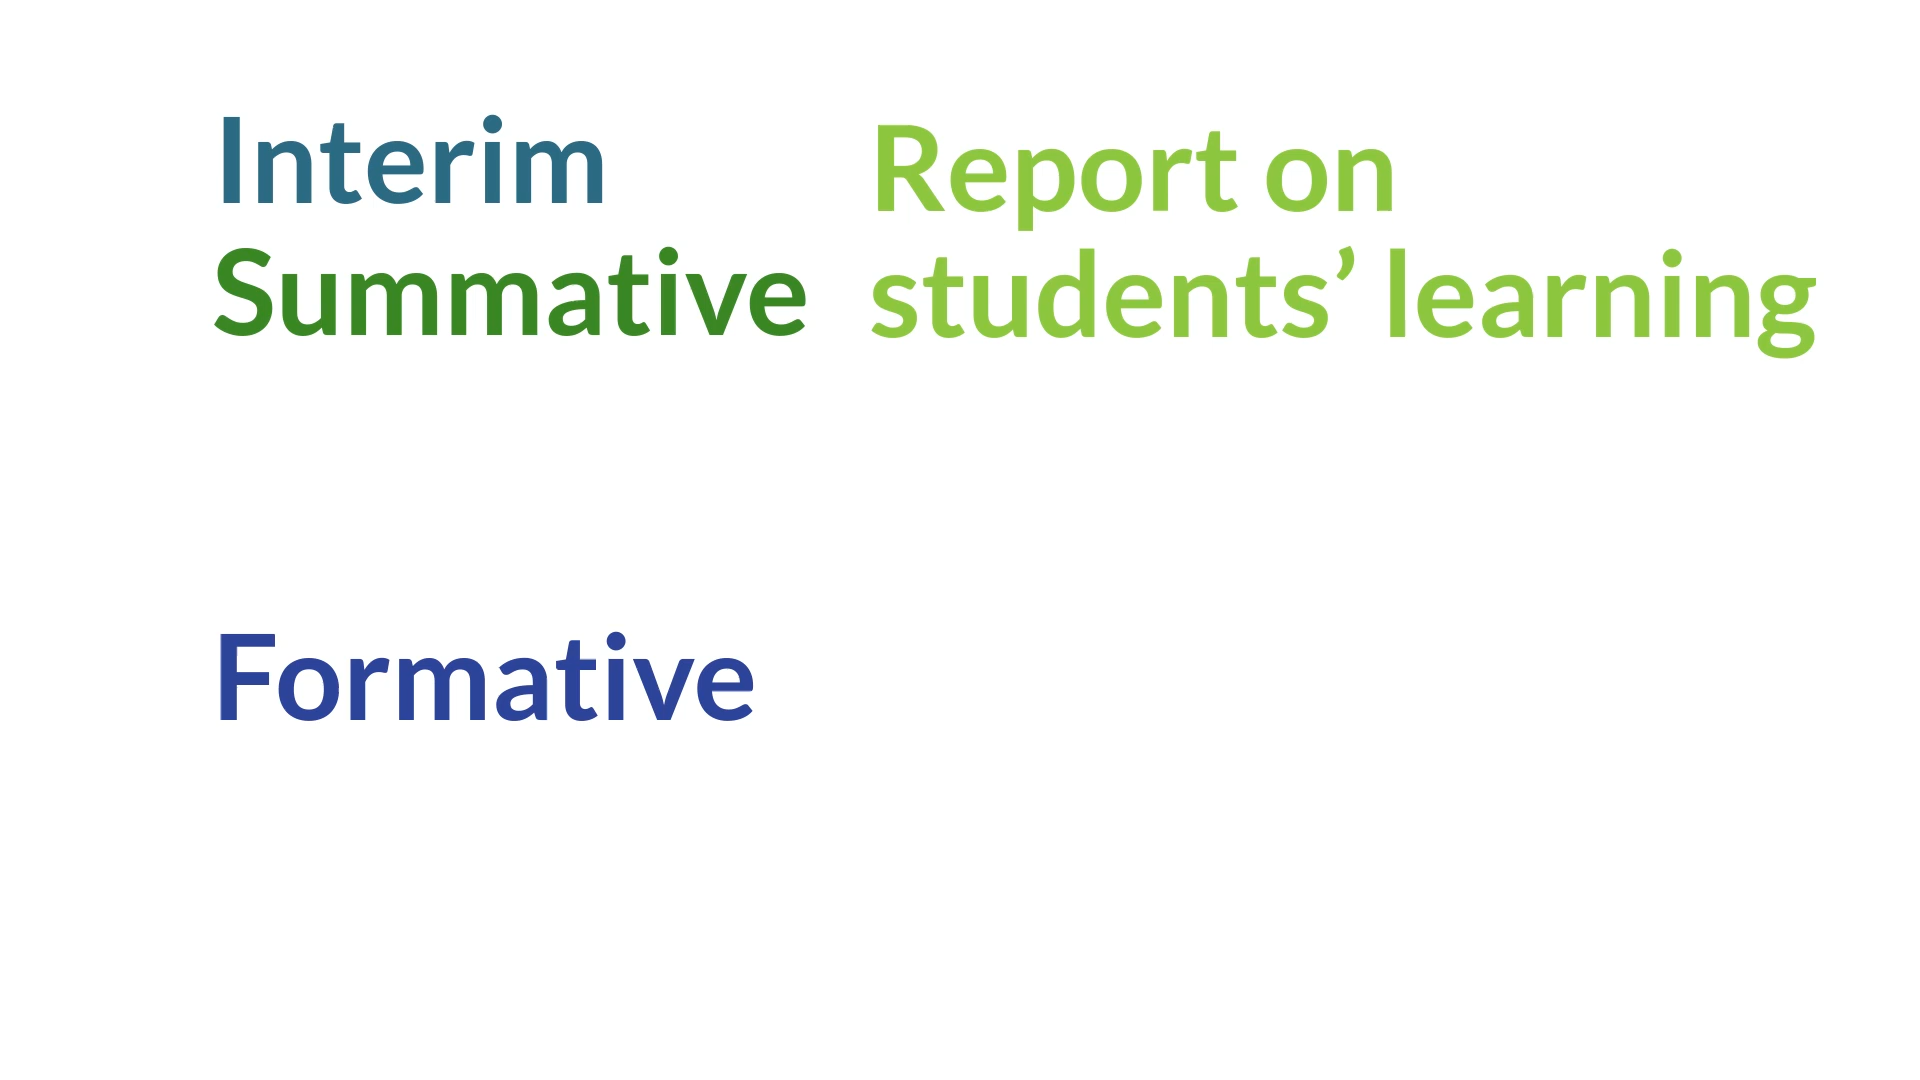 Interim
Summative
Report on
students’ learning
Formative